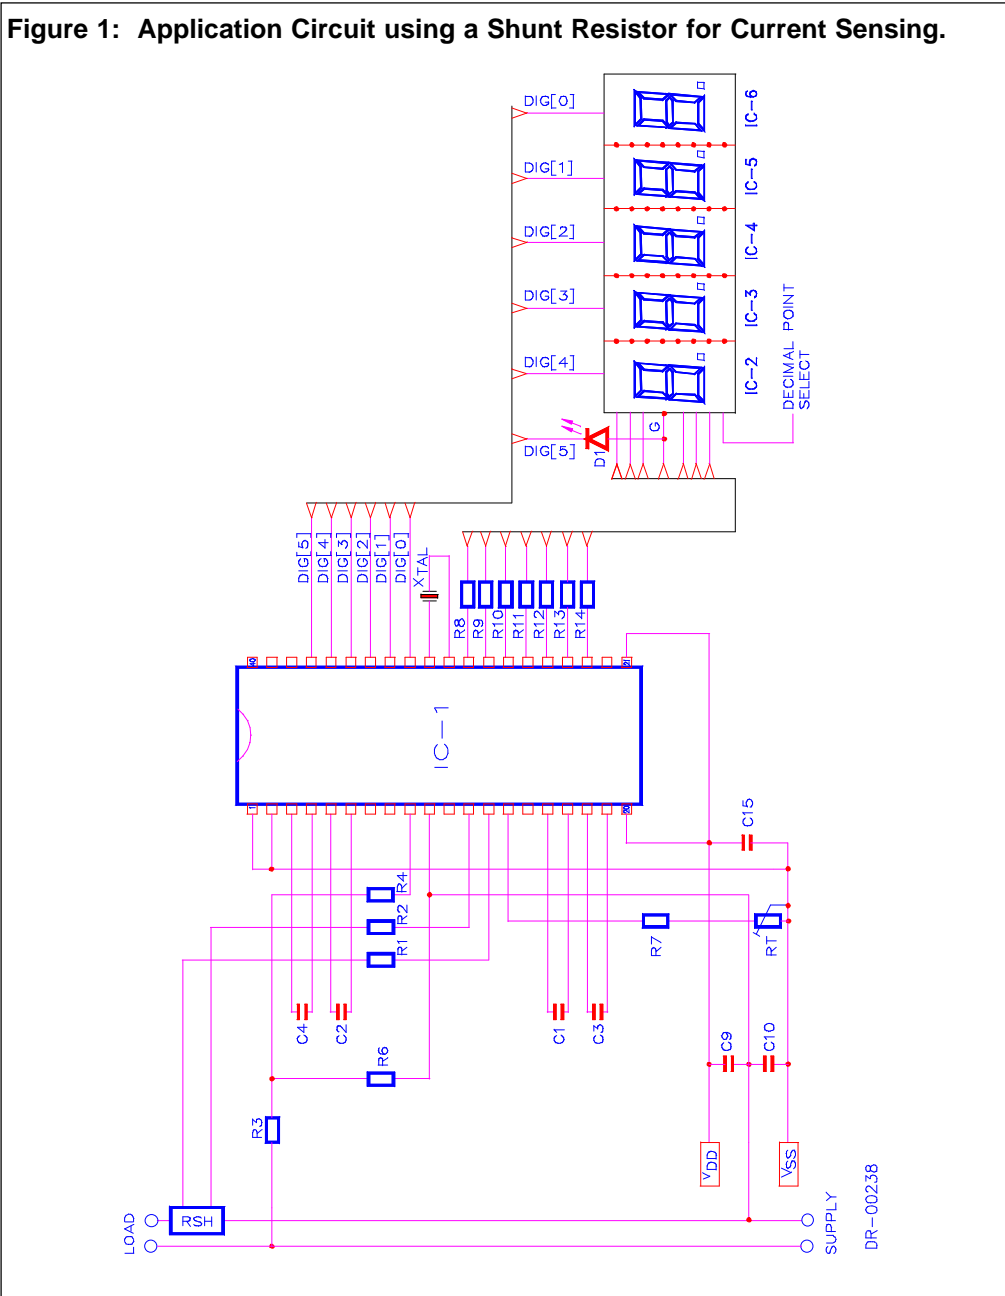 Figure 1: Application Circuit using a Shunt Resistor for Current Sensing.
DIG[0]
IC-6
DIG[1]
IC-5
DIG[2]
IC-4
DIG[3]
IC-3
DIG[4]
IC-2
DECIMAL POINT
SELECT
DIG[5]
D1
G
DIG[5]
DIG[4]
DIG[3]
DIG[2]
DIG[1]
DIG[0]
XTAL
R8
R9
R10
R11
R12
R13
R14
40
21
IC-1
1
20
C15
R4
R2
R1
R7
RT
C4
C2
C1
C3
R6
C9
C10
R3
VDD
VSS
LOAD
RSH
SUPPLY
DR-00238